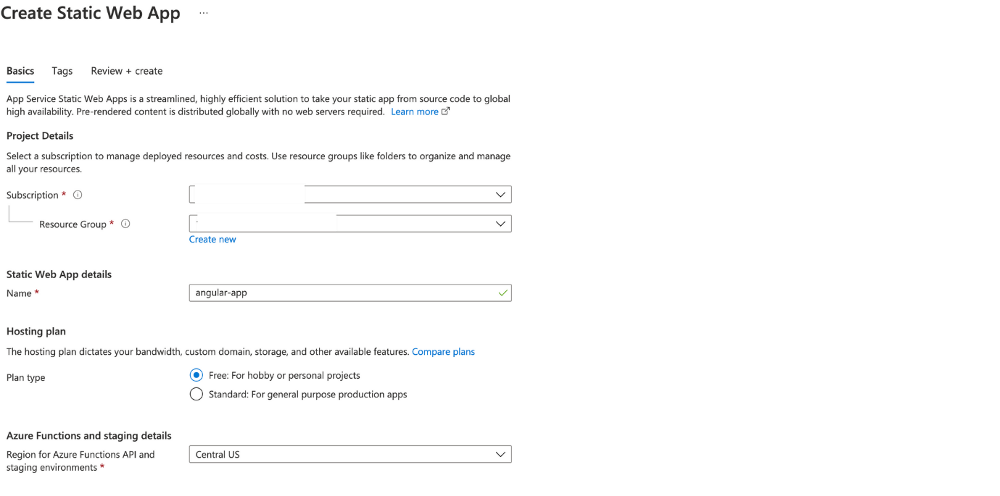 Create Static Web App ...
Basics Tags Review + create
App Service Static Web Apps is a streamlined, highly efficient solution to take your static app from source code to global
high availability. Pre-rendered content is distributed globally with no web servers required. Learn more
Project Details
Select a subscription to manage deployed resources and costs. Use resource groups like folders to organize and manage
all your resources.
Subscription *
Resource Group *
Create new
Static Web App details
Name * angular-app
Hosting plan
The hosting plan dictates your bandwidth, custom domain, storage, and other available features. Compare plans
Plan type
Free: For hobby or personal projects
Standard: For general purpose production apps
Azure Functions and staging details
Region for Azure Functions API and
staging environments *
Central US